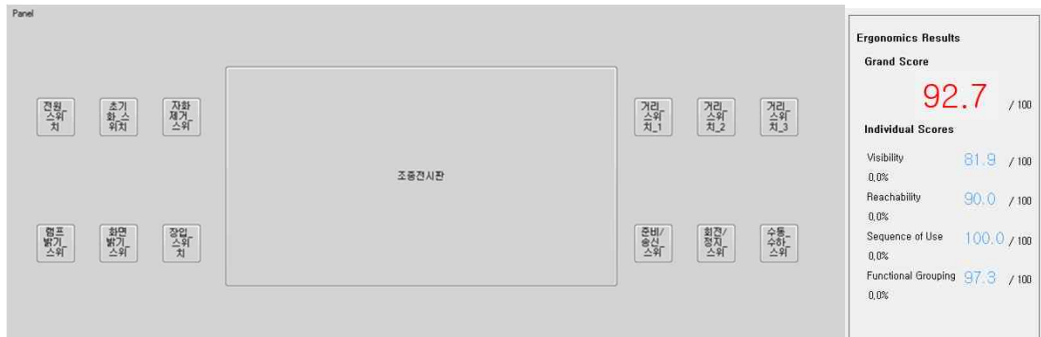 Panel
전원_
스위
치
초기
화_스
위치
자화
제거_
스위
거리_
스위
치_1
거리_
스위
치_2
거리_
스위
치_3
조종전시판
램프
밝기_
스위
화면
밝기_
스위
장입_
스위
치
준비/
송신_
스위
회전/
정지_
스위
수동_
수하_
스위
Ergonomics Results
Grand Score
92.7 / 100
Individual Scores
Visibility 81.9 / 100
0.0%
Reachability 90.0 / 100
0.0%
Sequence of Use 100.0 / 100
0.0%
Functional Grouping 97.3 / 100
0.0%